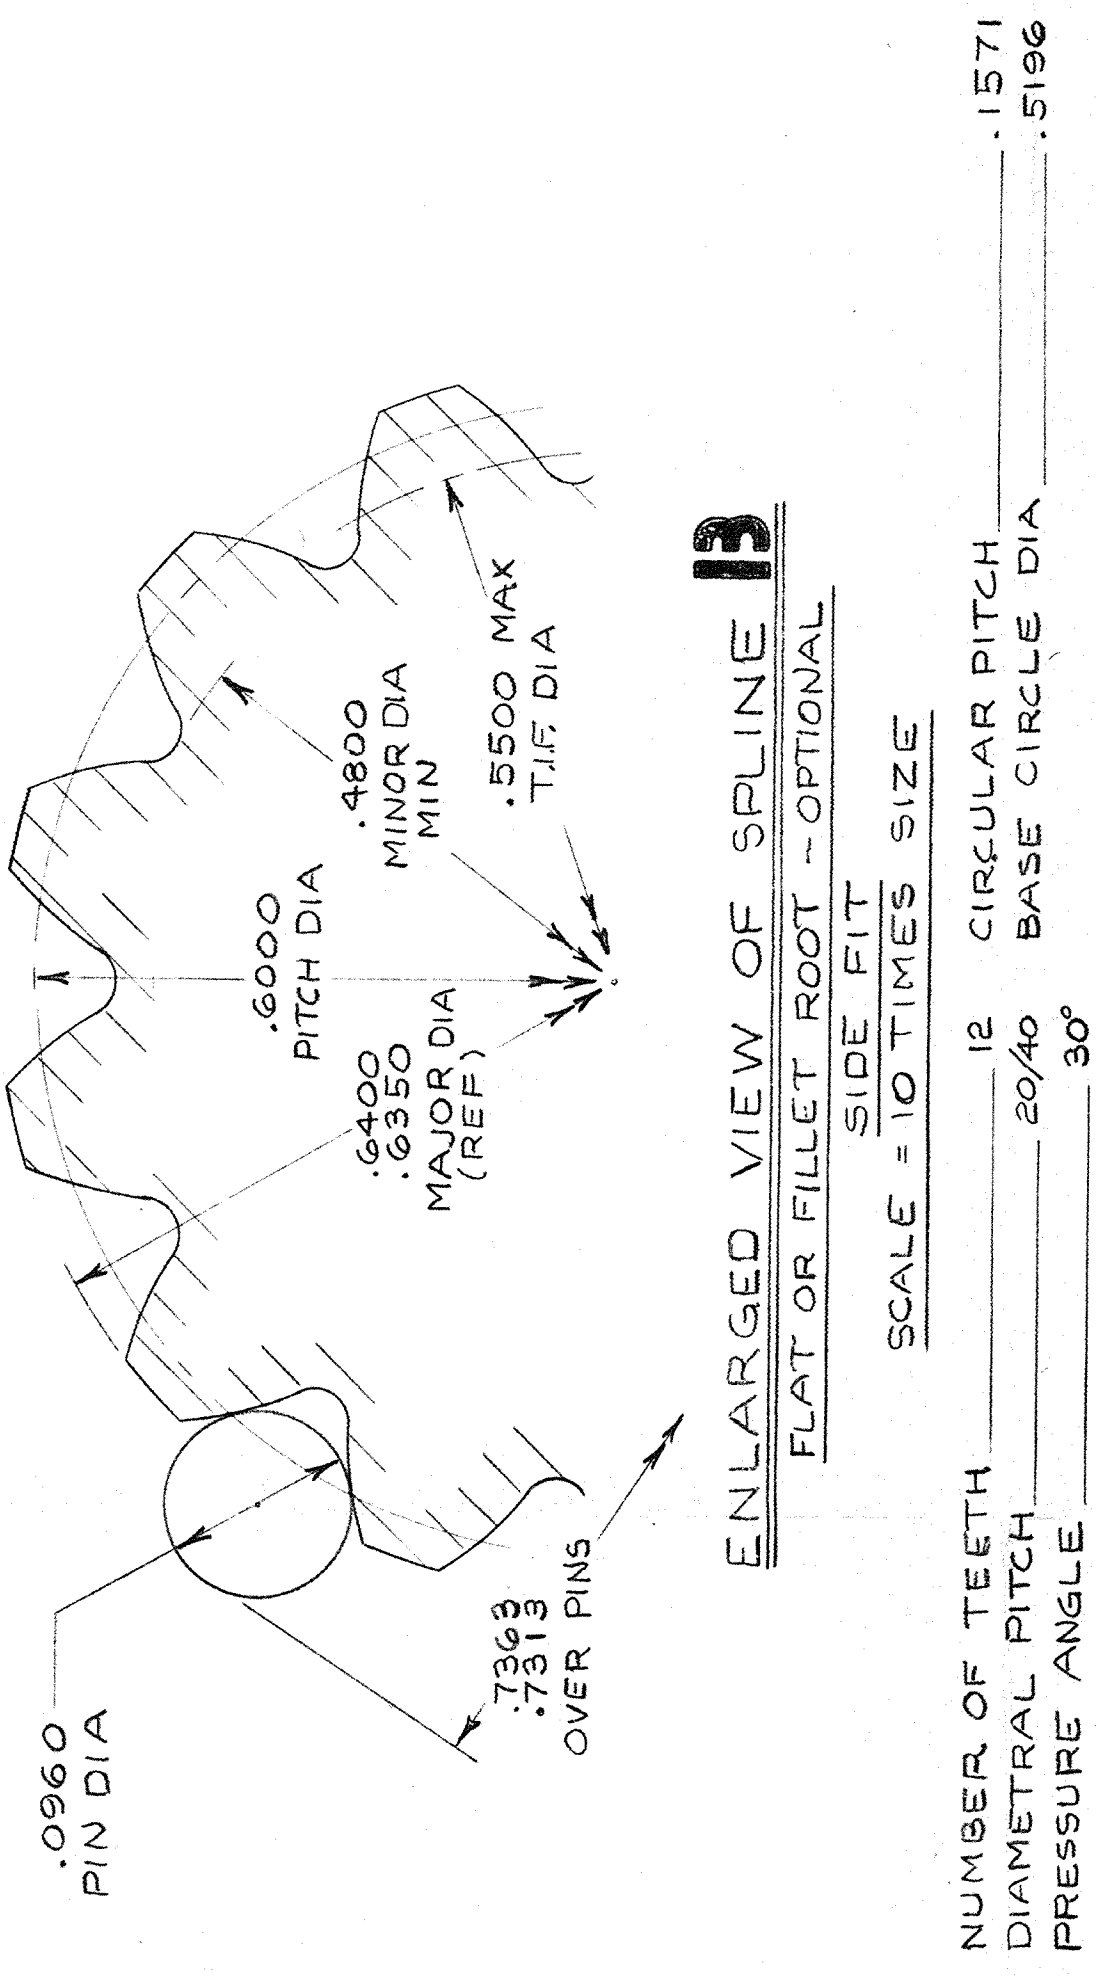 .0960
PIN DIA
.7363
.7313
OVER PINS
.6400
.6350
MAJOR DIA
(REF)
.6000
PITCH DIA
.4800
MINOR DIA
MIN
.5500 MAX
T.I.F. DIA
ENLARGED VIEW OF SPLINE
FLAT OR FILLET ROOT - OPTIONAL
SIDE FIT
SCALE = 10 TIMES SIZE
NUMBER OF TEETH 12 CIRCULAR PITCH .1571
DIAMETRAL PITCH 20/40 BASE CIRCLE DIA .5196
PRESSURE ANGLE 30°